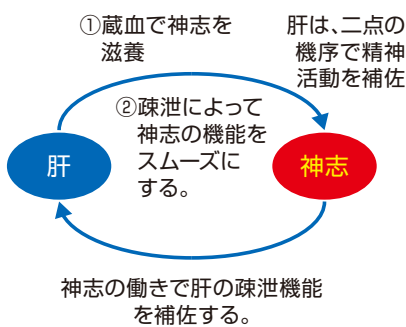 ①蔵血で神志を
滋養
肝は、二点の
機序で精神
活動を補佐
②疎泄によって
神志の機能を
スムーズに
する。
肝
神志
神志の働きで肝の疎泄機能
を補佐する。